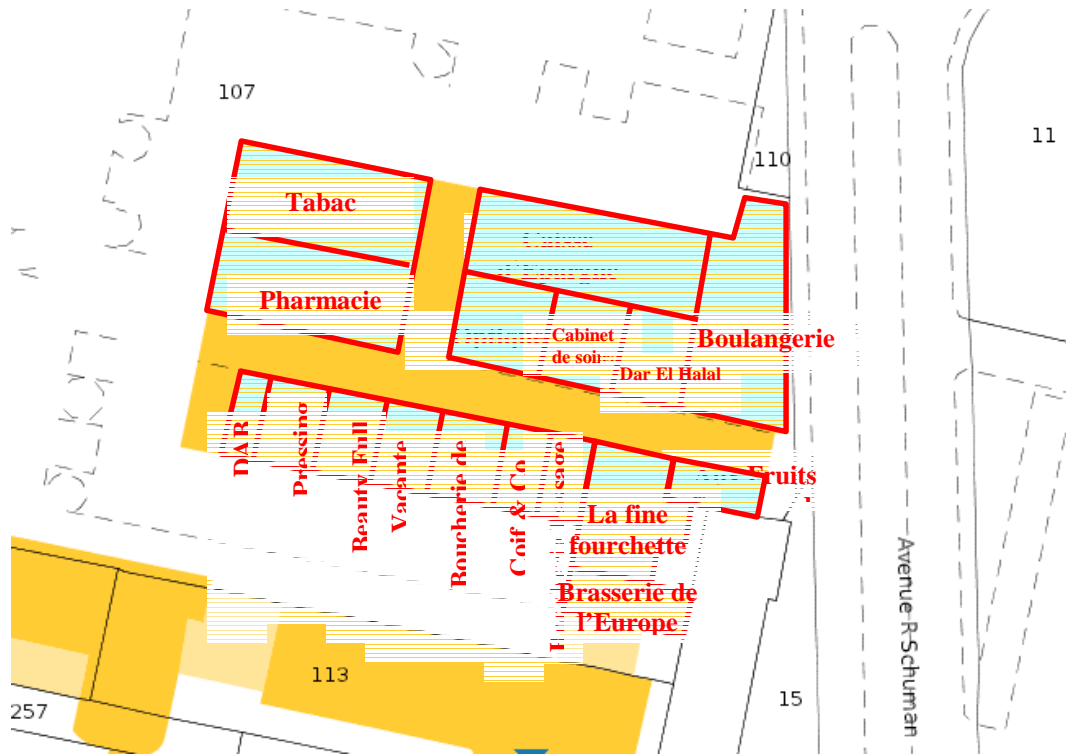 107
11
110
Tabac
Pharmacie
Cabinet
de soin
Boulangerie
Dar El Halal
DAR
Pressing
Beauty Full
Vacante
Boucherie de
Coif & Co
Fruits
La fine
fourchette
Brasserie de
l’Europe
Avenue R Schuman
113
15
257